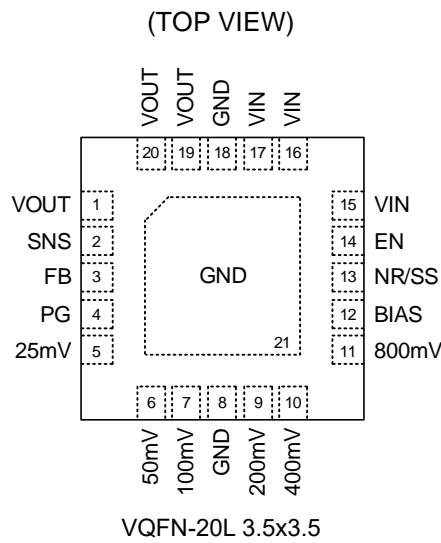 (TOP VIEW)
VOUT VOUT GND VIN VIN
20 19 18 17 16
VOUT 1 15 VIN
SNS 2 14 EN
FB 3 GND 13 NR/SS
PG 4 12 BIAS
25mV 5 21 11 800mV
6 7 8 9 10
50mV 100mV GND 200mV 400mV
VQFN-20L 3.5x3.5